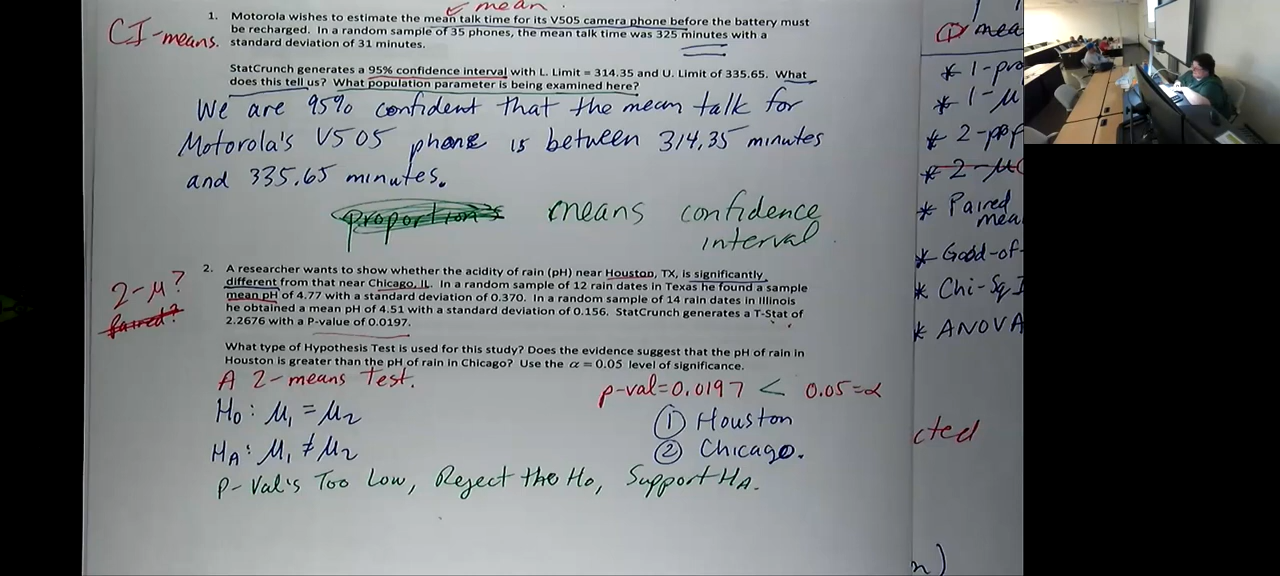 mean
CI-means.
1. Motorola wishes to estimate the mean talk time for its V505 camera phone before the battery must
be recharged. In a random sample of 35 phones, the mean talk time was 325 minutes with a
standard deviation of 31 minutes.
StatCrunch generates a 95% confidence interval with L. Limit = 314.35 and U. Limit of 335.65. What
does this tell us? What population parameter is being examined here?
We are 95% confident that the mean talk for
Motorola's V505 phone is between 314.35 minutes
and 335.65 minutes.
proportions means confidence
interval
2-μ?
Paired?
2. A researcher wants to show whether the acidity of rain (pH) near Houston, TX, is significantly
different from that near Chicago, IL. In a random sample of 12 rain dates in Texas he found a sample
mean pH of 4.77 with a standard deviation of 0.370. In a random sample of 14 rain dates in Illinois
he obtained a mean pH of 4.51 with a standard deviation of 0.156. StatCrunch generates a T-Stat of
2.2676 with a P-value of 0.0197.
What type of Hypothesis Test is used for this study? Does the evidence suggest that the pH of rain in
Houston is greater than the pH of rain in Chicago? Use the α = 0.05 level of significance.
A 2-means Test.
p-val=0.0197 < 0.05=α
H₀: μ₁ = μ₂
① Houston
H_A: μ₁ ≠ μ₂
② Chicago.
P-Val's Too Low, Reject the H₀, Support H_A.
① mea
* 1-pro
* 1-μ
* 2-prop
* 2-μ
* Paired
mea
* Good-of-
* Chi-Sq I
* ANOVA
cted
n)